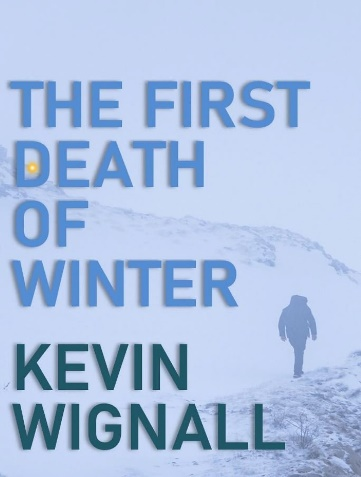 THE FIRST
DEATH
OF
WINTER
KEVIN
WIGNALL